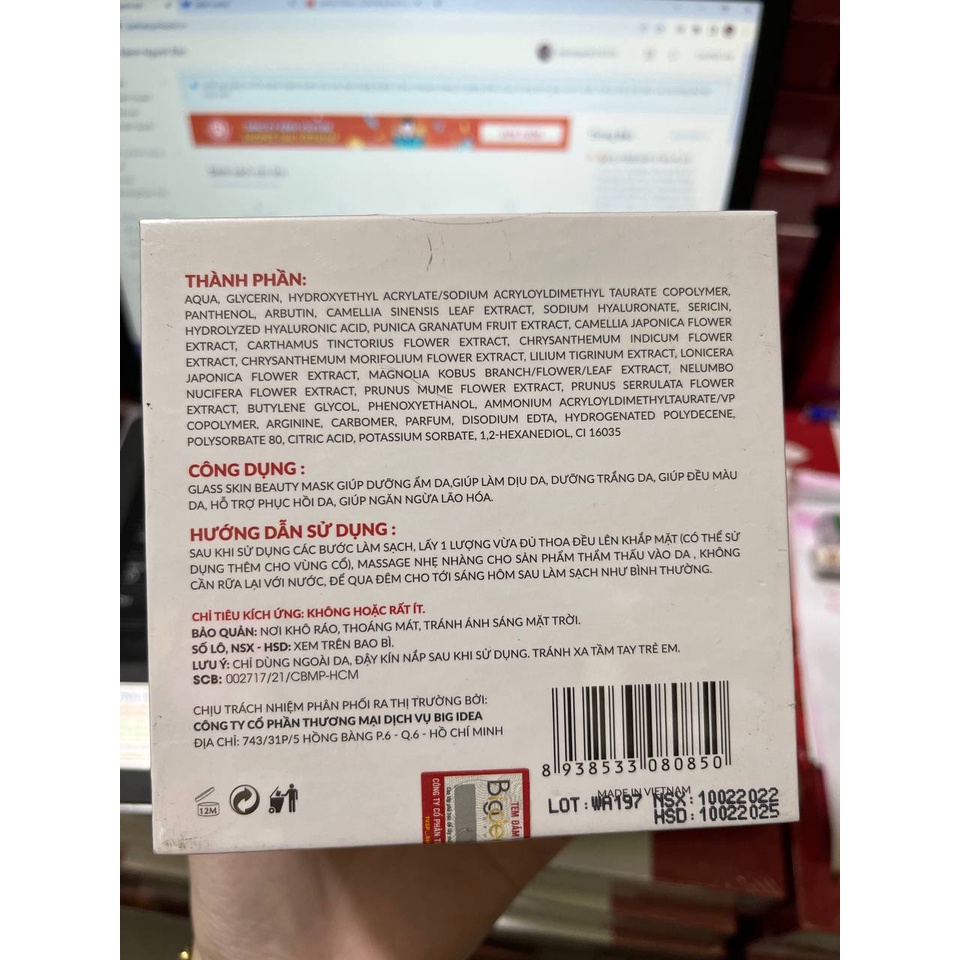 THÀNH PHẦN:
AQUA, GLYCERIN, HYDROXYETHYL ACRYLATE/SODIUM ACRYLOYLDIMETHYL TAURATE COPOLYMER,
PANTHENOL, ARBUTIN, CAMELLIA SINENSIS LEAF EXTRACT, SODIUM HYALURONATE, SERICIN,
HYDROLYZED HYALURONIC ACID, PUNICA GRANATUM FRUIT EXTRACT, CAMELLIA JAPONICA FLOWER
EXTRACT, CARTHAMUS TINCTORIUS FLOWER EXTRACT, CHRYSANTHEMUM INDICUM FLOWER
EXTRACT, CHRYSANTHEMUM MORIFOLIUM FLOWER EXTRACT, LILIUM TIGRINUM EXTRACT, LONICERA
JAPONICA FLOWER EXTRACT, MAGNOLIA KOBUS BRANCH/FLOWER/LEAF EXTRACT, NELUMBO
NUCIFERA FLOWER EXTRACT, PRUNUS MUME FLOWER EXTRACT, PRUNUS SERRULATA FLOWER
EXTRACT, BUTYLENE GLYCOL, PHENOXYETHANOL, AMMONIUM ACRYLOYLDIMETHYLTAURATE/VP
COPOLYMER, ARGININE, CARBOMER, PARFUM, DISODIUM EDTA, HYDROGENATED POLYDECENE,
POLYSORBATE 80, CITRIC ACID, POTASSIUM SORBATE, 1,2-HEXANEDIOL, CI 16035
CÔNG DỤNG :
GLASS SKIN BEAUTY MASK GIÚP DƯỠNG ẨM DA,GIÚP LÀM DỊU DA, DƯỠNG TRẮNG DA, GIÚP ĐỀU MÀU
DA, HỖ TRỢ PHỤC HỒI DA, GIÚP NGĂN NGỪA LÃO HÓA.
HƯỚNG DẪN SỬ DỤNG :
SAU KHI SỬ DỤNG CÁC BƯỚC LÀM SẠCH, LẤY 1 LƯỢNG VỪA ĐỦ THOA ĐỀU LÊN KHẮP MẶT (CÓ THỂ SỬ
DỤNG THÊM CHO VÙNG CỔ), MASSAGE NHẸ NHÀNG CHO SẢN PHẨM THẨM THẤU VÀO DA , KHÔNG
CẦN RỮA LẠI VỚI NƯỚC, ĐỂ QUA ĐÊM CHO TỚI SÁNG HÔM SAU LÀM SẠCH NHƯ BÌNH THƯỜNG.
CHỈ TIÊU KÍCH ỨNG: KHÔNG HOẶC RẤT ÍT.
BẢO QUẢN: NƠI KHÔ RÁO, THOÁNG MÁT, TRÁNH ÁNH SÁNG MẶT TRỜI.
SỐ LÔ, NSX - HSD: XEM TRÊN BAO BÌ.
LƯU Ý: CHỈ DÙNG NGOÀI DA, ĐẬY KÍN NẮP SAU KHI SỬ DỤNG. TRÁNH XA TẦM TAY TRẺ EM.
SCB: 002717/21/CBMP-HCM
CHỊU TRÁCH NHIỆM PHÂN PHỐI RA THỊ TRƯỜNG BỞI:
CÔNG TY CỔ PHẦN THƯƠNG MẠI DỊCH VỤ BIG IDEA
ĐỊA CHỈ: 743/31P/5 HỒNG BÀNG P.6 - Q.6 - HỒ CHÍ MINH
8 938533 080850
MADE IN VIETNAM
LOT:WA197 NSX:10022022
HSD:10022025
12M
TEM ĐẢM
CÔNG TY CỔ PHẦN T